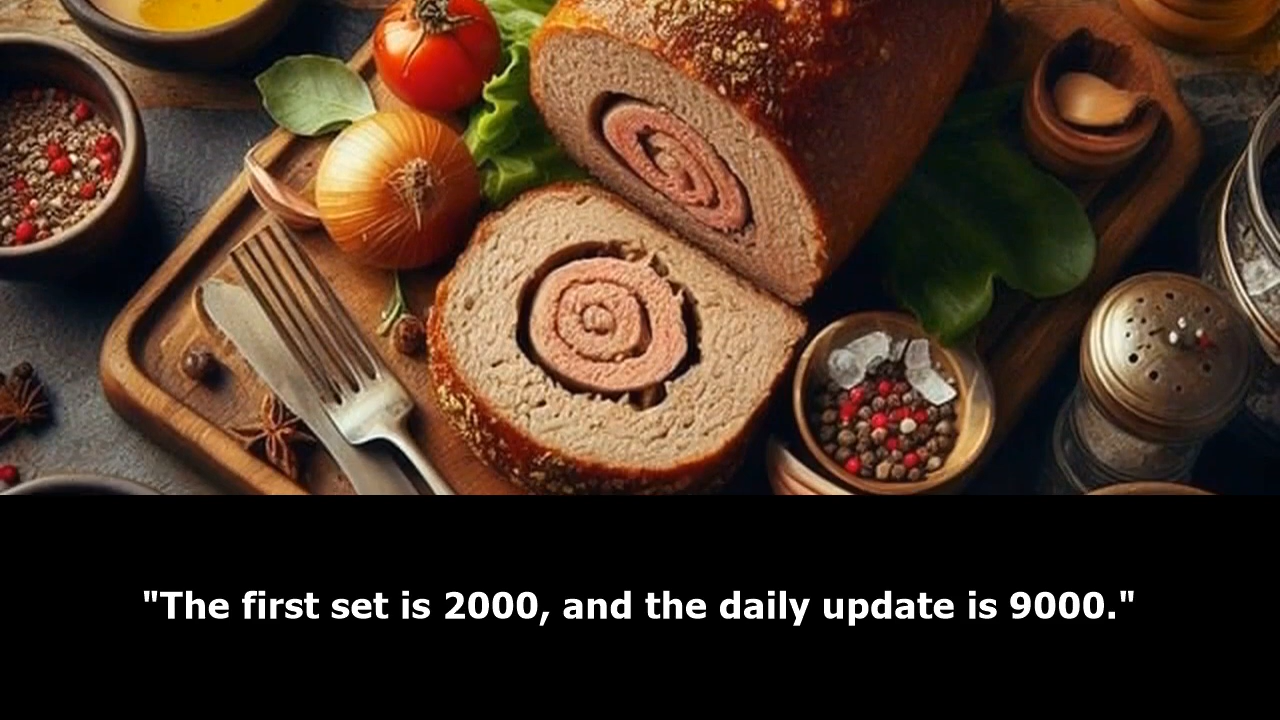 "The first set is 2000, and the daily update is 9000."